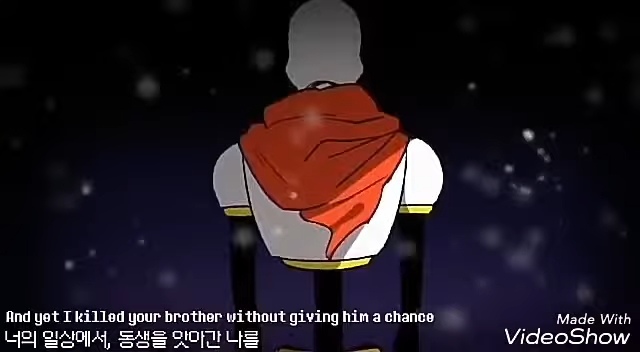 And yet I killed your brother without giving him a chance
너의 일상에서, 동생을 앗아간 나를
Made With
VideoShow